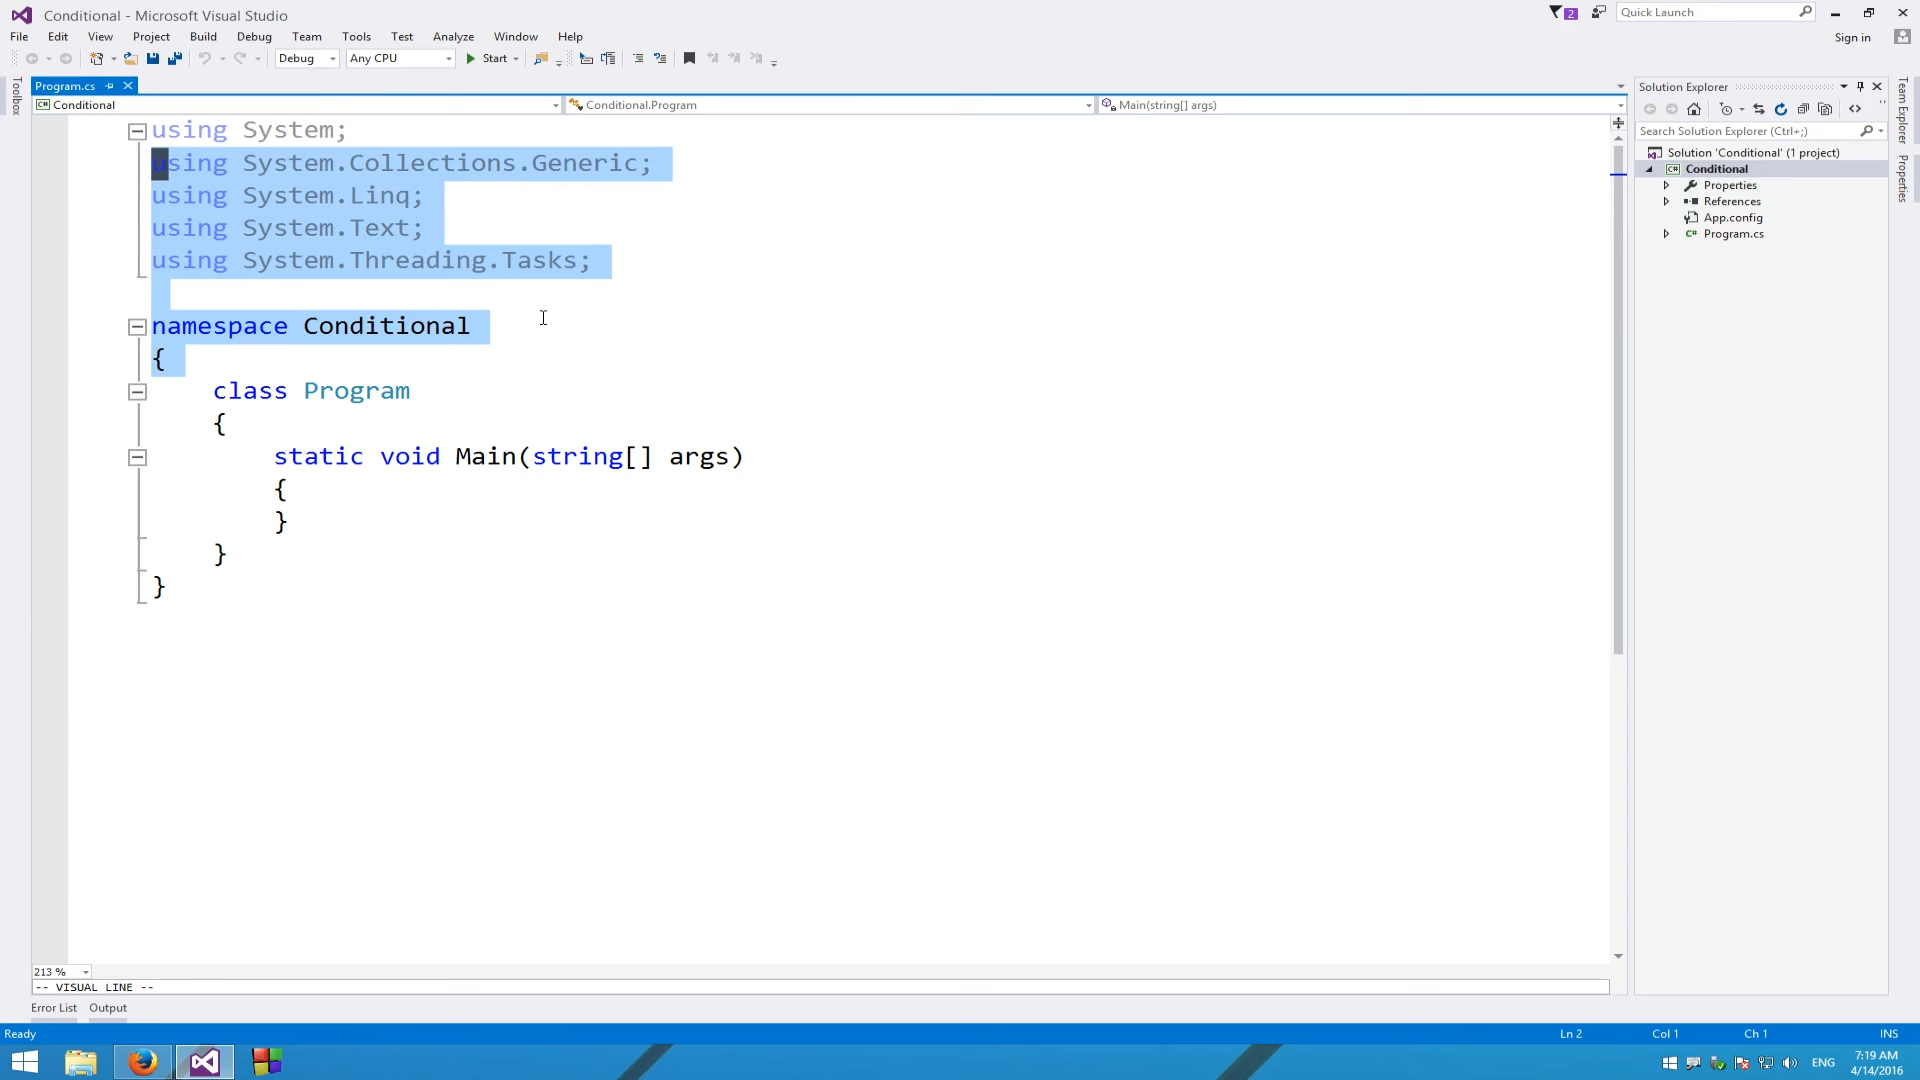 Conditional - Microsoft Visual Studio
2
Quick Launch
File Edit View Project Build Debug Team Tools Test Analyze Window Help
Sign in
Debug Any CPU Start
Toolbox
Program.cs
Conditional
Conditional.Program
Main(string[] args)
using System;
using System.Collections.Generic;
using System.Linq;
using System.Text;
using System.Threading.Tasks;
namespace Conditional
{
class Program
{
static void Main(string[] args)
{
}
}
}
213 %
-- VISUAL LINE --
Error List Output
Solution Explorer
Search Solution Explorer (Ctrl+;)
Solution 'Conditional' (1 project)
C# Conditional
Properties
References
App.config
C# Program.cs
Team Explorer
Properties
Ready
Ln 2 Col 1 Ch 1 INS
ENG
7:19 AM
4/14/2016